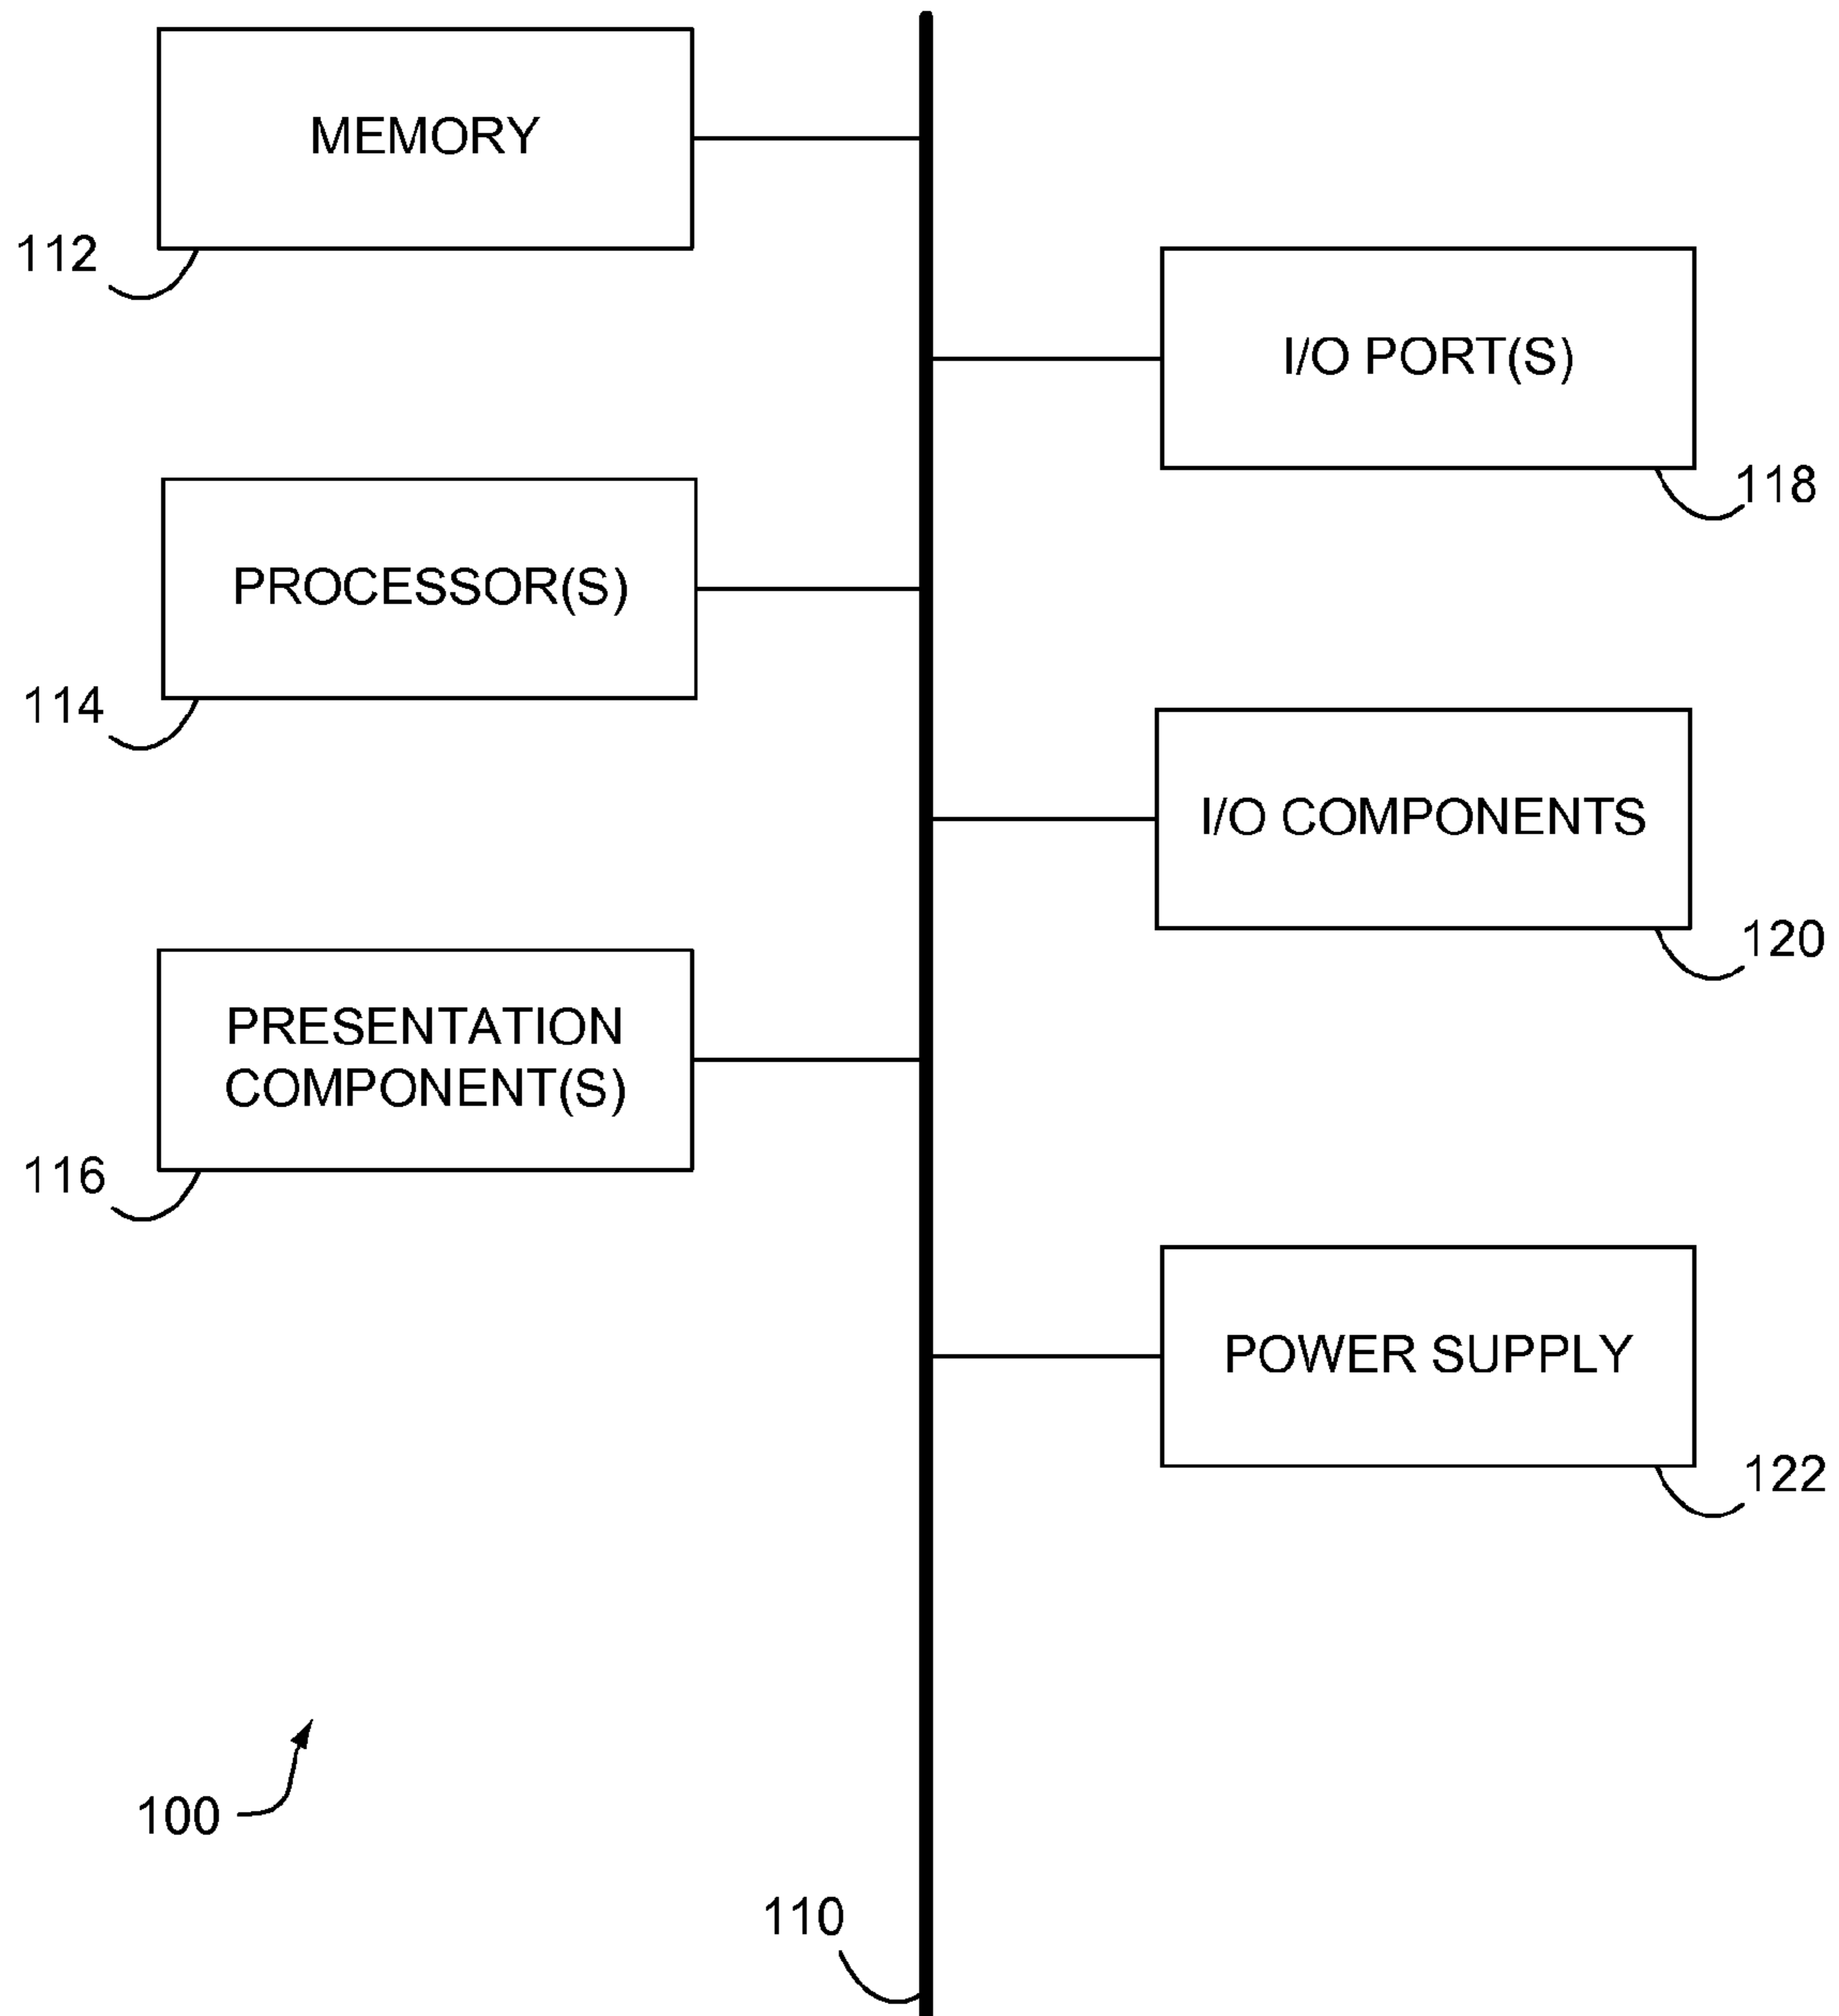 MEMORY
112
I/O PORT(S)
118
PROCESSOR(S)
114
I/O COMPONENTS
120
PRESENTATION
COMPONENT(S)
116
POWER SUPPLY
122
100
110